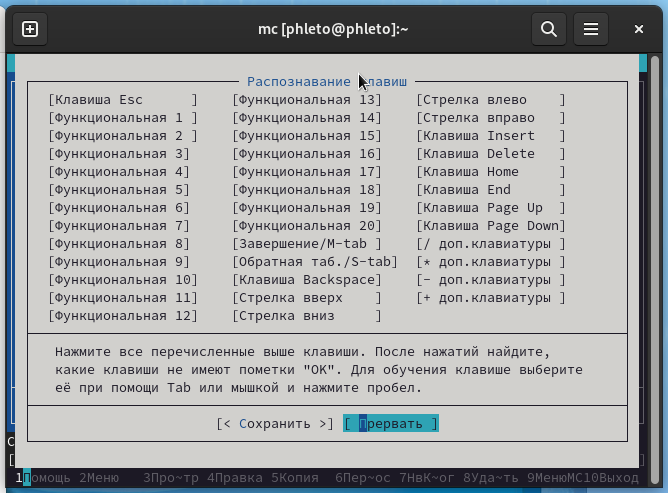 mc [phleto@phleto]:~
Распознавание клавиш
[Клавиша Esc      ] [Функциональная 13] [Стрелка влево    ]
[Функциональная 1 ] [Функциональная 14] [Стрелка вправо   ]
[Функциональная 2 ] [Функциональная 15] [Клавиша Insert   ]
[Функциональная 3] [Функциональная 16] [Клавиша Delete   ]
[Функциональная 4] [Функциональная 17] [Клавиша Home     ]
[Функциональная 5] [Функциональная 18] [Клавиша End      ]
[Функциональная 6] [Функциональная 19] [Клавиша Page Up  ]
[Функциональная 7] [Функциональная 20] [Клавиша Page Down]
[Функциональная 8] [Завершение/M-tab ] [/ доп.клавиатуры ]
[Функциональная 9] [Обратная таб./S-tab] [* доп.клавиатуры ]
[Функциональная 10] [Клавиша Backspace] [- доп.клавиатуры ]
[Функциональная 11] [Стрелка вверх    ] [+ доп.клавиатуры ]
[Функциональная 12] [Стрелка вниз     ]
Нажмите все перечисленные выше клавиши. После нажатий найдите,
какие клавиши не имеют пометки "OK". Для обучения клавише выберите
её при помощи Tab или мышкой и нажмите пробел.
[< Сохранить >] [ Прервать ]
1Помощь 2Меню 3Про~тр 4Правка 5Копия 6Пер~ос 7НвК~ог 8Уда~ть 9МенюMC10Выход